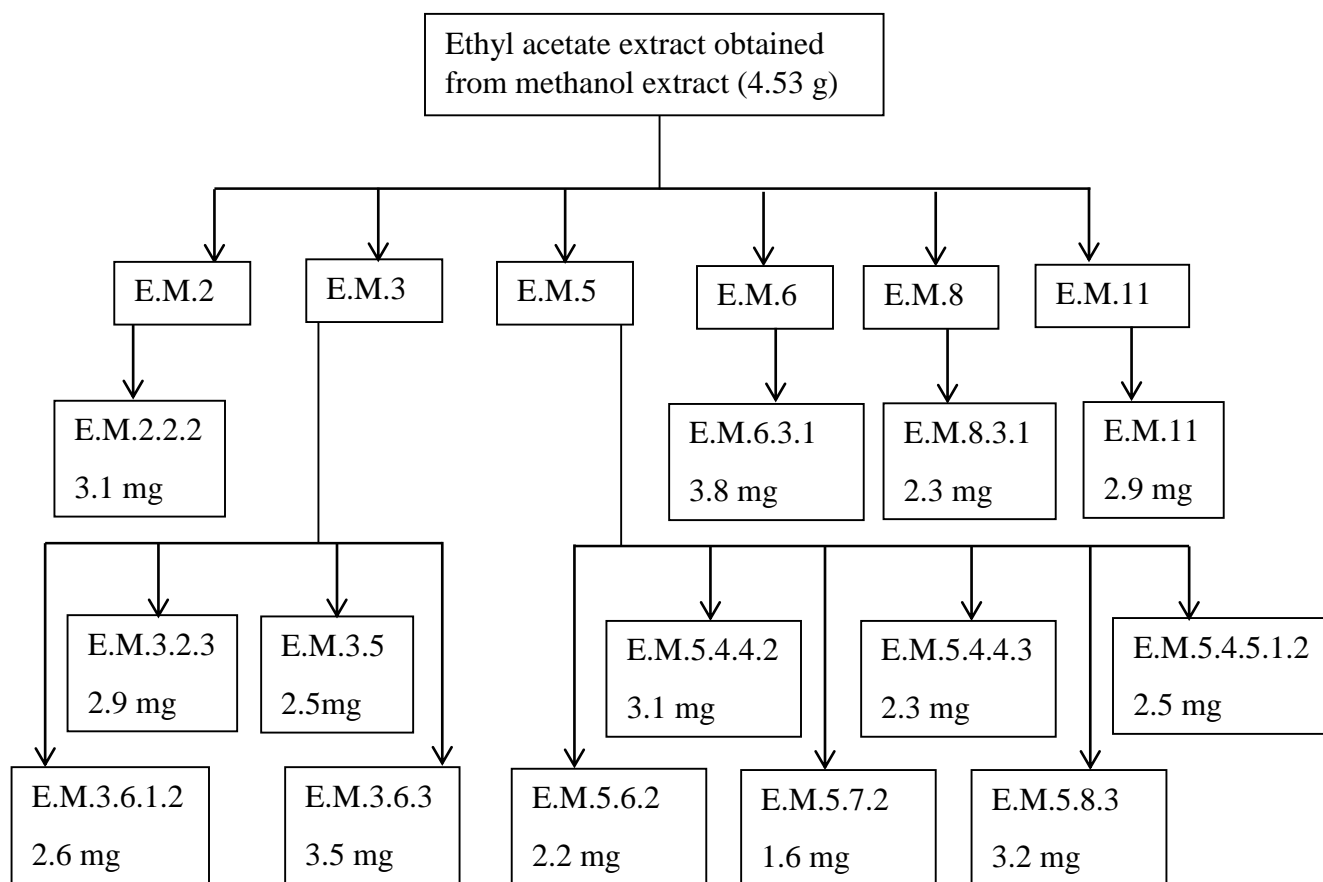 Ethyl acetate extract obtained
from methanol extract (4.53 g)
E.M.2
E.M.3
E.M.5
E.M.6
E.M.8
E.M.11
E.M.2.2.2
3.1 mg
E.M.6.3.1
3.8 mg
E.M.8.3.1
2.3 mg
E.M.11
2.9 mg
E.M.3.2.3
2.9 mg
E.M.3.5
2.5mg
E.M.5.4.4.2
3.1 mg
E.M.5.4.4.3
2.3 mg
E.M.5.4.5.1.2
2.5 mg
E.M.3.6.1.2
2.6 mg
E.M.3.6.3
3.5 mg
E.M.5.6.2
2.2 mg
E.M.5.7.2
1.6 mg
E.M.5.8.3
3.2 mg